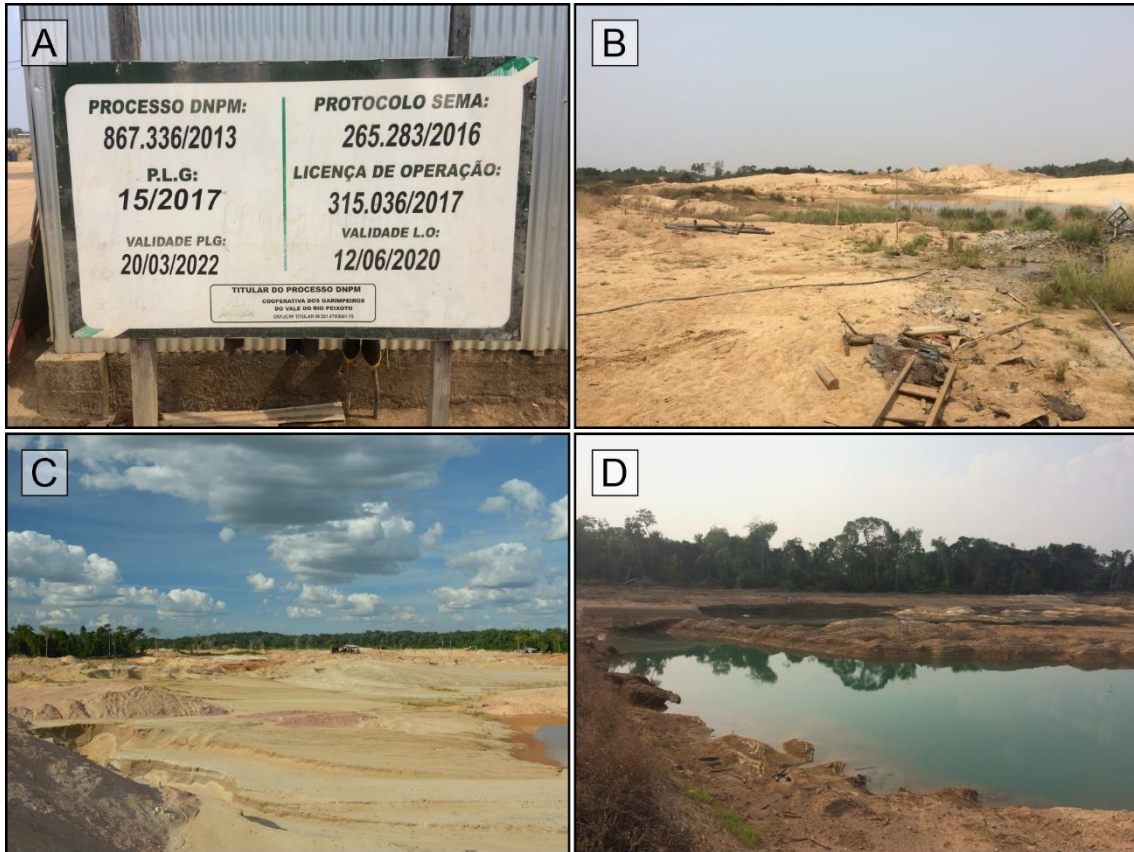 A
PROCESSO DNPM:
867.336/2013
P.L.G:
15/2017
VALIDADE PLG:
20/03/2022
PROTOCOLO SEMA:
265.283/2016
LICENÇA DE OPERAÇÃO:
315.036/2017
VALIDADE L.O:
12/06/2020
TITULAR DO PROCESSO DNPM
COOPERATIVA DOS GARIMPEIROS
DO VALE DO RIO PEIXOTO
B
C
D